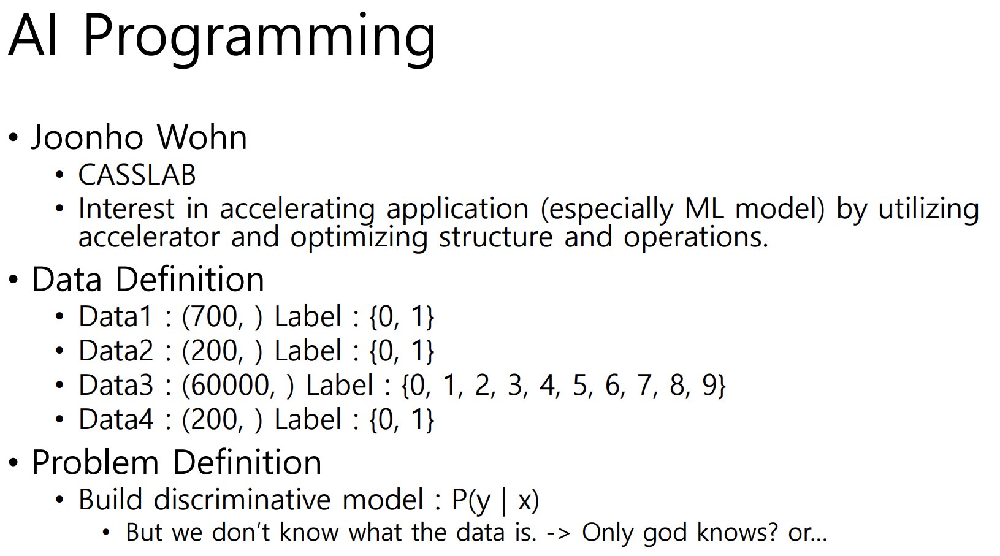 AI Programming
• Joonho Wohn
• CASSLAB
• Interest in accelerating application (especially ML model) by utilizing
accelerator and optimizing structure and operations.
• Data Definition
• Data1 : (700, ) Label : {0, 1}
• Data2 : (200, ) Label : {0, 1}
• Data3 : (60000, ) Label : {0, 1, 2, 3, 4, 5, 6, 7, 8, 9}
• Data4 : (200, ) Label : {0, 1}
• Problem Definition
• Build discriminative model : P(y | x)
• But we don’t know what the data is. -> Only god knows? or…